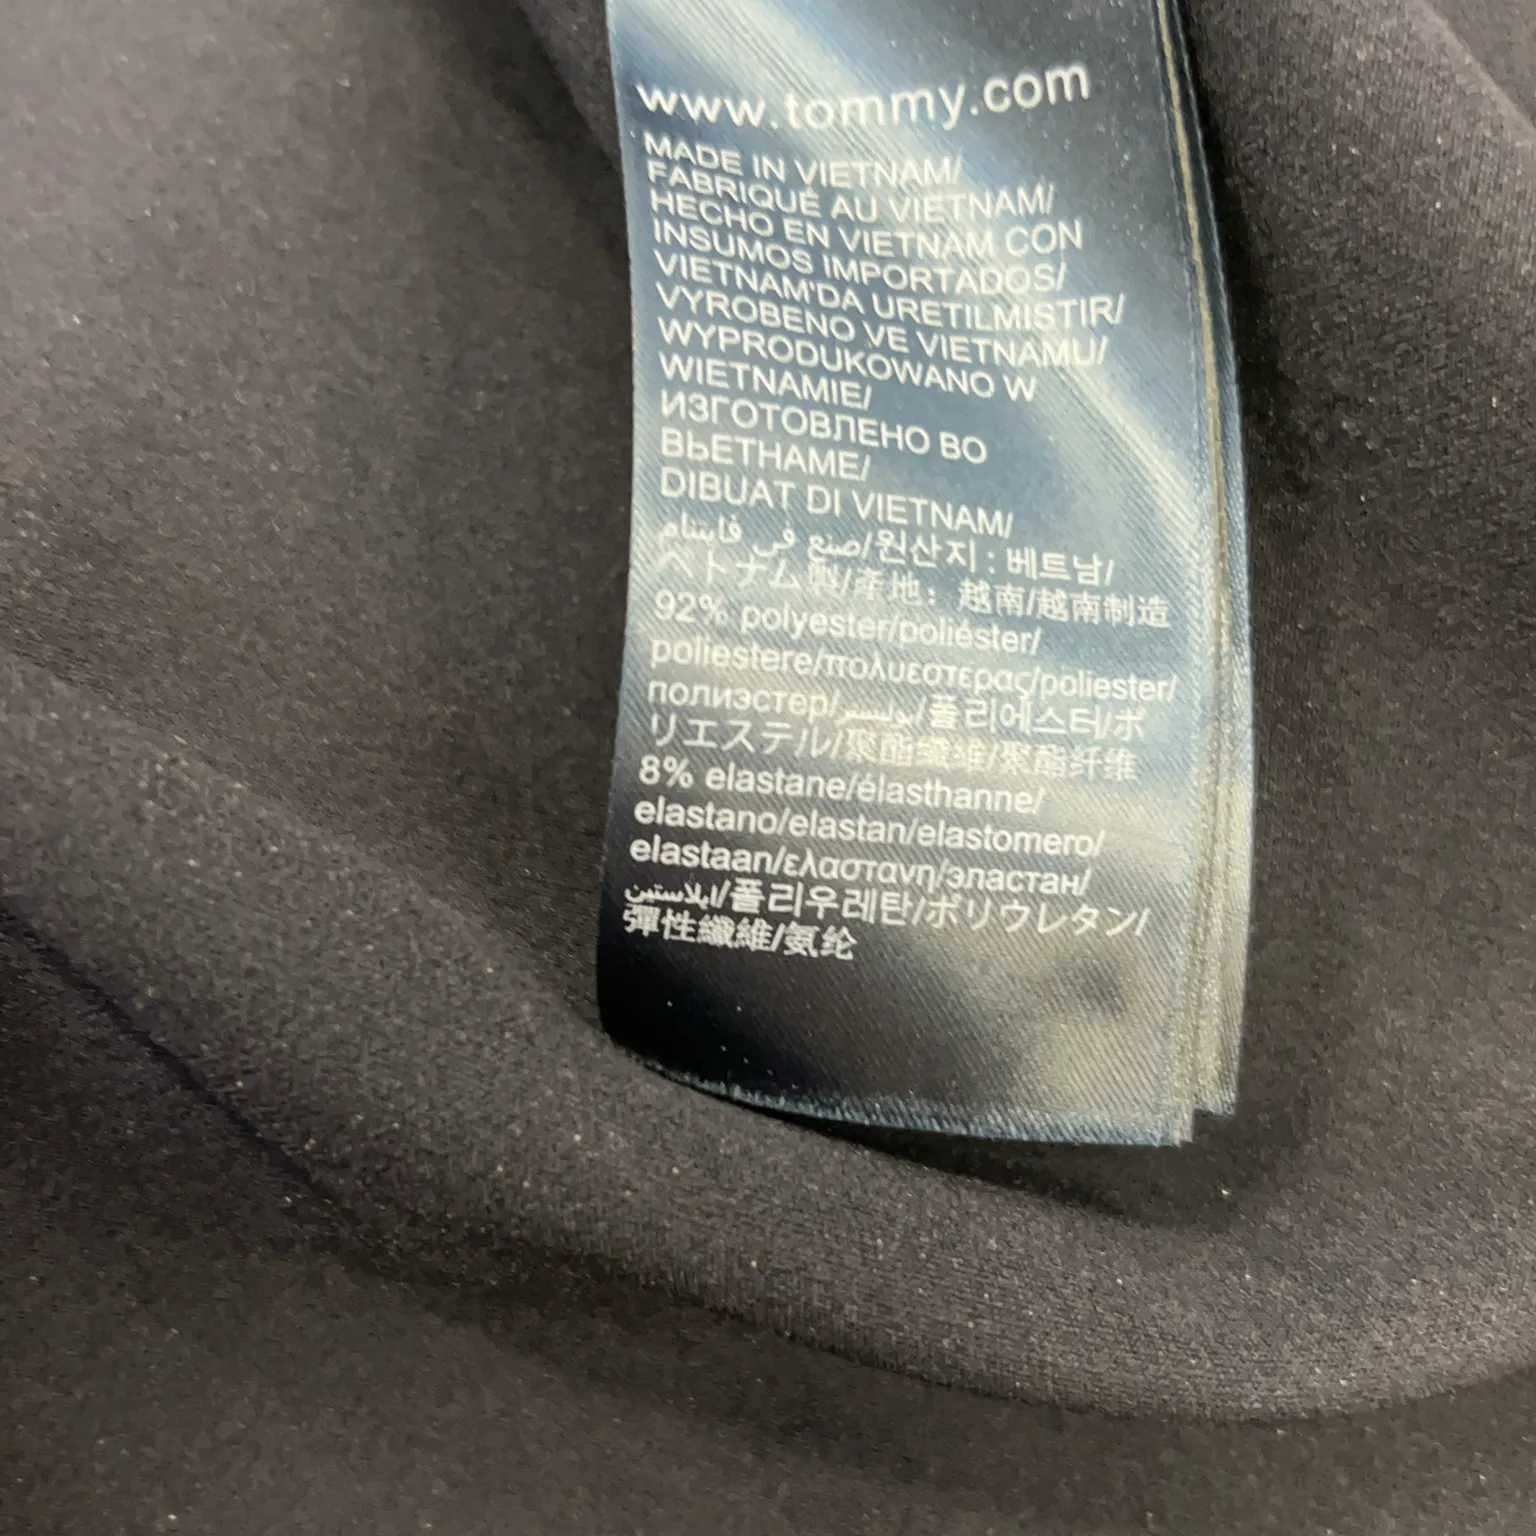 www.tommy.com
MADE IN VIETNAM/
FABRIQUÉ AU VIETNAM/
HECHO EN VIETNAM CON
INSUMOS IMPORTADOS/
VIETNAM'DA URETILMISTIR/
VYROBENO VE VIETNAMU/
WYPRODUKOWANO W
WIETNAMIE/
ИЗГОТОВЛЕНО ВО
ВЬЕТНАМЕ/
DIBUAT DI VIETNAM/
صنع في ڤايتنام/원산지 : 베트남/
ベトナム製/產地: 越南/越南制造
92% polyester/poliéster/
poliestere/πολυεστερας/poliester/
полиэстер/بوليستر/폴리에스터/ポ
リエステル/聚酯纖維/聚酯纤维
8% elastane/élasthanne/
elastano/elastan/elastomero/
elastaan/ελαστανη/эластан/
ايلاستين/폴리우레탄/ポリウレタン/
彈性纖維/氨纶